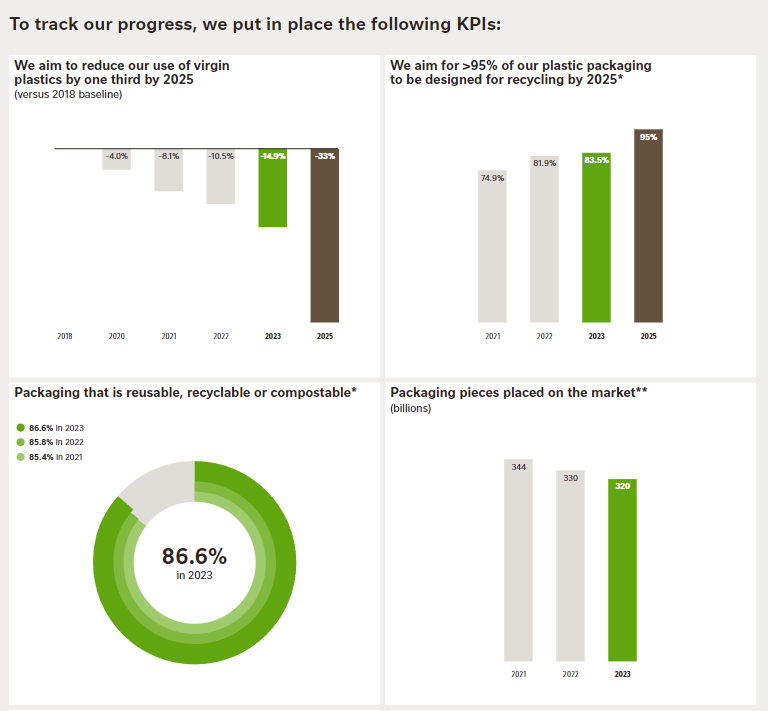 To track our progress, we put in place the following KPIs:
We aim to reduce our use of virgin
plastics by one third by 2025
(versus 2018 baseline)
-4.0%
-8.1%
-10.5%
-14.9%
-33%
2018
2020
2021
2022
2023
2025
We aim for >95% of our plastic packaging
to be designed for recycling by 2025*
74.9%
81.9%
83.5%
95%
2021
2022
2023
2025
Packaging that is reusable, recyclable or compostable*
86.6% in 2023
85.8% in 2022
85.4% in 2021
86.6%
in 2023
Packaging pieces placed on the market**
(billions)
344
330
320
2021
2022
2023